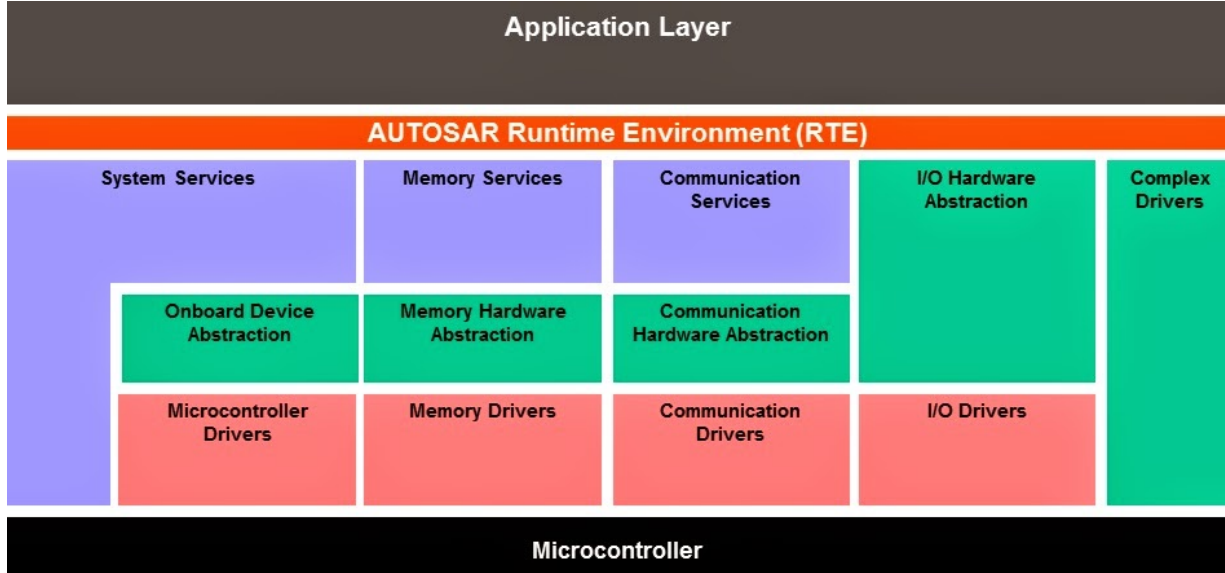 Application Layer
AUTOSAR Runtime Environment (RTE)
System Services
Memory Services
Communication
Services
I/O Hardware
Abstraction
Complex
Drivers
Onboard Device
Abstraction
Memory Hardware
Abstraction
Communication
Hardware Abstraction
Microcontroller
Drivers
Memory Drivers
Communication
Drivers
I/O Drivers
Microcontroller